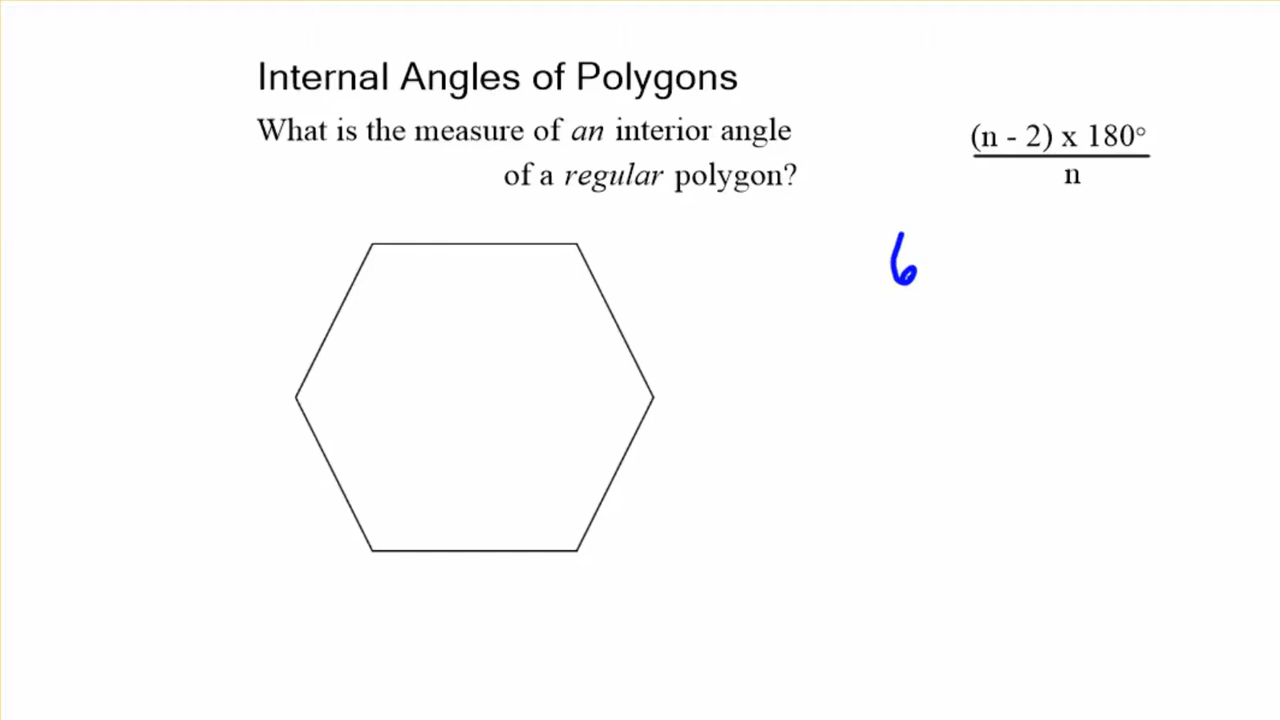 Internal Angles of Polygons
What is the measure of an interior angle
of a regular polygon?
(n - 2) x 180°
n
6